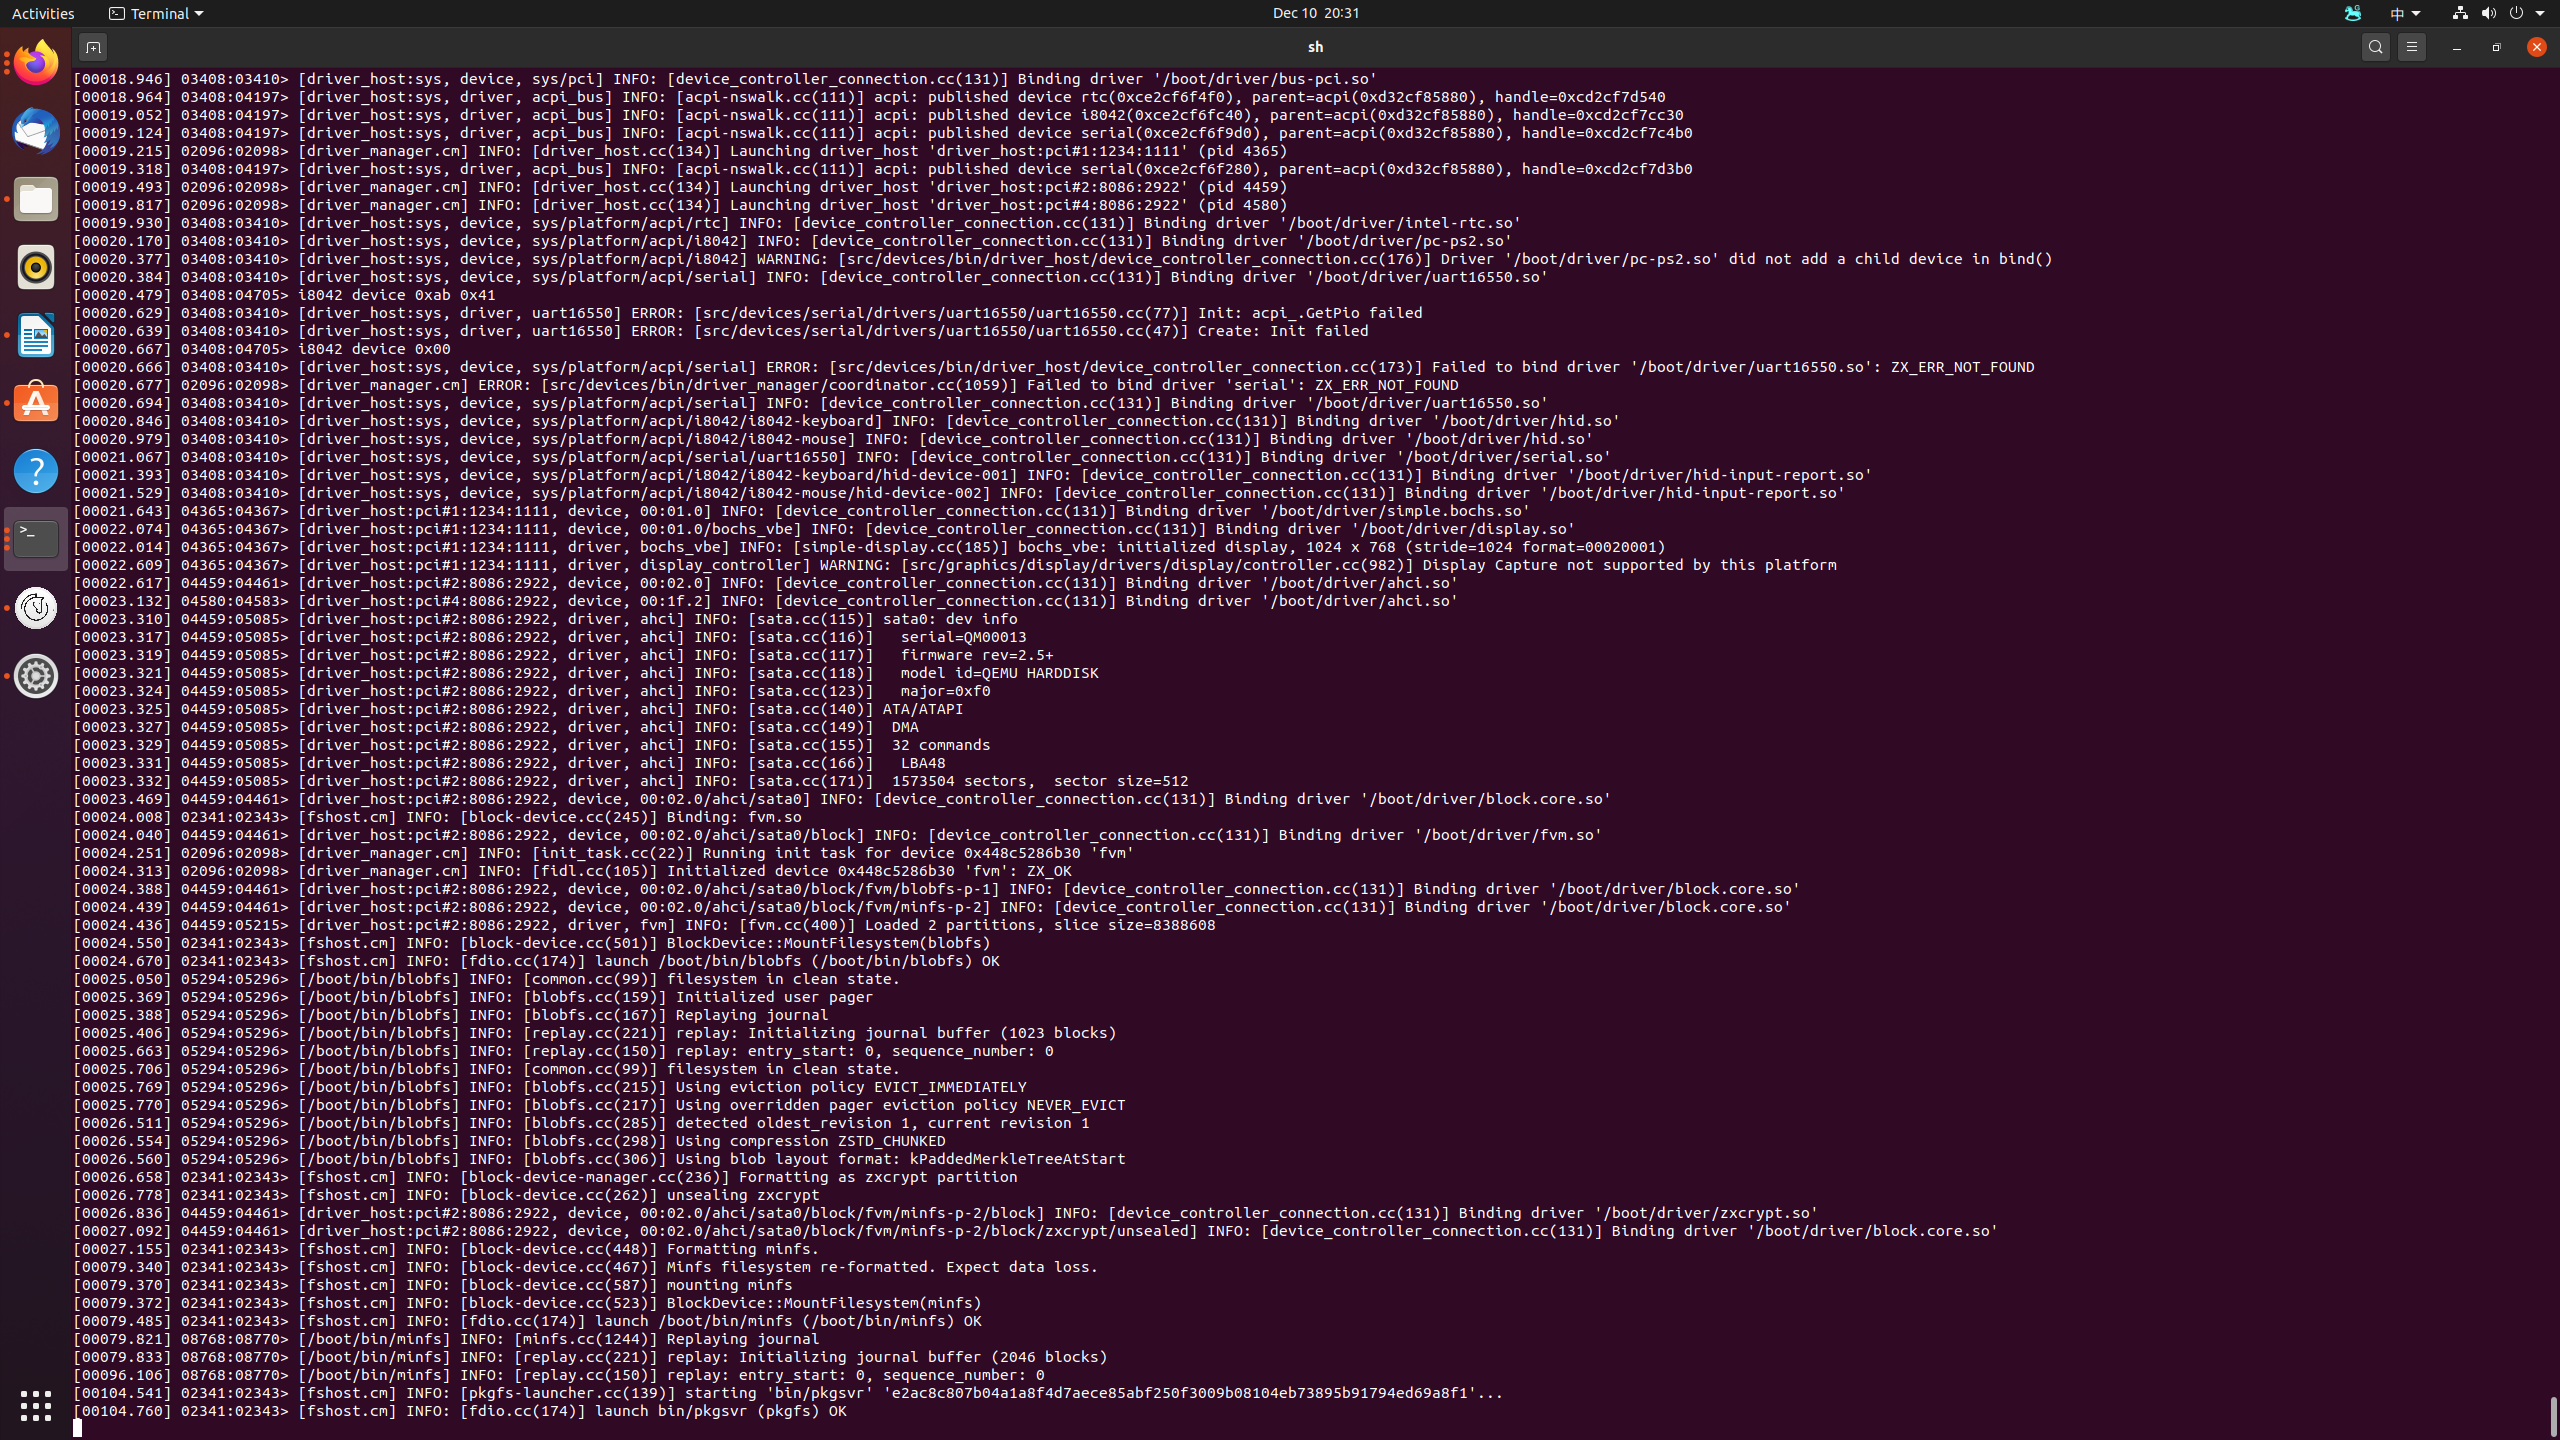 Activities
Terminal
Dec 10 20:31
中
sh
[00018.946] 03408:03410> [driver_host:sys, device, sys/pci] INFO: [device_controller_connection.cc(131)] Binding driver '/boot/driver/bus-pci.so'
[00018.964] 03408:04197> [driver_host:sys, driver, acpi_bus] INFO: [acpi-nswalk.cc(111)] acpi: published device rtc(0xce2cf6f4f0), parent=acpi(0xd32cf85880), handle=0xcd2cf7d540
[00019.052] 03408:04197> [driver_host:sys, driver, acpi_bus] INFO: [acpi-nswalk.cc(111)] acpi: published device i8042(0xce2cf6fc40), parent=acpi(0xd32cf85880), handle=0xcd2cf7cc30
[00019.124] 03408:04197> [driver_host:sys, driver, acpi_bus] INFO: [acpi-nswalk.cc(111)] acpi: published device serial(0xce2cf6f9d0), parent=acpi(0xd32cf85880), handle=0xcd2cf7c4b0
[00019.215] 02096:02098> [driver_manager.cm] INFO: [driver_host.cc(134)] Launching driver_host 'driver_host:pci#1:1234:1111' (pid 4365)
[00019.318] 03408:04197> [driver_host:sys, driver, acpi_bus] INFO: [acpi-nswalk.cc(111)] acpi: published device serial(0xce2cf6f280), parent=acpi(0xd32cf85880), handle=0xcd2cf7d3b0
[00019.493] 02096:02098> [driver_manager.cm] INFO: [driver_host.cc(134)] Launching driver_host 'driver_host:pci#2:8086:2922' (pid 4459)
[00019.817] 02096:02098> [driver_manager.cm] INFO: [driver_host.cc(134)] Launching driver_host 'driver_host:pci#4:8086:2922' (pid 4580)
[00019.930] 03408:03410> [driver_host:sys, device, sys/platform/acpi/rtc] INFO: [device_controller_connection.cc(131)] Binding driver '/boot/driver/intel-rtc.so'
[00020.170] 03408:03410> [driver_host:sys, device, sys/platform/acpi/i8042] INFO: [device_controller_connection.cc(131)] Binding driver '/boot/driver/pc-ps2.so'
[00020.377] 03408:03410> [driver_host:sys, device, sys/platform/acpi/i8042] WARNING: [src/devices/bin/driver_host/device_controller_connection.cc(176)] Driver '/boot/driver/pc-ps2.so' did not add a child device in bind()
[00020.384] 03408:03410> [driver_host:sys, device, sys/platform/acpi/serial] INFO: [device_controller_connection.cc(131)] Binding driver '/boot/driver/uart16550.so'
[00020.479] 03408:04705> i8042 device 0xab 0x41
[00020.629] 03408:03410> [driver_host:sys, driver, uart16550] ERROR: [src/devices/serial/drivers/uart16550/uart16550.cc(77)] Init: acpi_.GetPio failed
[00020.639] 03408:03410> [driver_host:sys, driver, uart16550] ERROR: [src/devices/serial/drivers/uart16550/uart16550.cc(47)] Create: Init failed
[00020.667] 03408:04705> i8042 device 0x00
[00020.666] 03408:03410> [driver_host:sys, device, sys/platform/acpi/serial] ERROR: [src/devices/bin/driver_host/device_controller_connection.cc(173)] Failed to bind driver '/boot/driver/uart16550.so': ZX_ERR_NOT_FOUND
[00020.677] 02096:02098> [driver_manager.cm] ERROR: [src/devices/bin/driver_manager/coordinator.cc(1059)] Failed to bind driver 'serial': ZX_ERR_NOT_FOUND
[00020.694] 03408:03410> [driver_host:sys, device, sys/platform/acpi/serial] INFO: [device_controller_connection.cc(131)] Binding driver '/boot/driver/uart16550.so'
[00020.846] 03408:03410> [driver_host:sys, device, sys/platform/acpi/i8042/i8042-keyboard] INFO: [device_controller_connection.cc(131)] Binding driver '/boot/driver/hid.so'
[00020.979] 03408:03410> [driver_host:sys, device, sys/platform/acpi/i8042/i8042-mouse] INFO: [device_controller_connection.cc(131)] Binding driver '/boot/driver/hid.so'
[00021.067] 03408:03410> [driver_host:sys, device, sys/platform/acpi/serial/uart16550] INFO: [device_controller_connection.cc(131)] Binding driver '/boot/driver/serial.so'
[00021.393] 03408:03410> [driver_host:sys, device, sys/platform/acpi/i8042/i8042-keyboard/hid-device-001] INFO: [device_controller_connection.cc(131)] Binding driver '/boot/driver/hid-input-report.so'
[00021.529] 03408:03410> [driver_host:sys, device, sys/platform/acpi/i8042/i8042-mouse/hid-device-002] INFO: [device_controller_connection.cc(131)] Binding driver '/boot/driver/hid-input-report.so'
[00021.643] 04365:04367> [driver_host:pci#1:1234:1111, device, 00:01.0] INFO: [device_controller_connection.cc(131)] Binding driver '/boot/driver/simple.bochs.so'
[00022.074] 04365:04367> [driver_host:pci#1:1234:1111, device, 00:01.0/bochs_vbe] INFO: [device_controller_connection.cc(131)] Binding driver '/boot/driver/display.so'
[00022.014] 04365:04367> [driver_host:pci#1:1234:1111, driver, bochs_vbe] INFO: [simple-display.cc(185)] bochs_vbe: initialized display, 1024 x 768 (stride=1024 format=00020001)
[00022.609] 04365:04367> [driver_host:pci#1:1234:1111, driver, display_controller] WARNING: [src/graphics/display/drivers/display/controller.cc(982)] Display Capture not supported by this platform
[00022.617] 04459:04461> [driver_host:pci#2:8086:2922, device, 00:02.0] INFO: [device_controller_connection.cc(131)] Binding driver '/boot/driver/ahci.so'
[00023.132] 04580:04583> [driver_host:pci#4:8086:2922, device, 00:1f.2] INFO: [device_controller_connection.cc(131)] Binding driver '/boot/driver/ahci.so'
[00023.310] 04459:05085> [driver_host:pci#2:8086:2922, driver, ahci] INFO: [sata.cc(115)] sata0: dev info
[00023.317] 04459:05085> [driver_host:pci#2:8086:2922, driver, ahci] INFO: [sata.cc(116)]   serial=QM00013
[00023.319] 04459:05085> [driver_host:pci#2:8086:2922, driver, ahci] INFO: [sata.cc(117)]   firmware rev=2.5+
[00023.321] 04459:05085> [driver_host:pci#2:8086:2922, driver, ahci] INFO: [sata.cc(118)]   model id=QEMU HARDDISK
[00023.324] 04459:05085> [driver_host:pci#2:8086:2922, driver, ahci] INFO: [sata.cc(123)]   major=0xf0
[00023.325] 04459:05085> [driver_host:pci#2:8086:2922, driver, ahci] INFO: [sata.cc(140)] ATA/ATAPI
[00023.327] 04459:05085> [driver_host:pci#2:8086:2922, driver, ahci] INFO: [sata.cc(149)]  DMA
[00023.329] 04459:05085> [driver_host:pci#2:8086:2922, driver, ahci] INFO: [sata.cc(155)]  32 commands
[00023.331] 04459:05085> [driver_host:pci#2:8086:2922, driver, ahci] INFO: [sata.cc(166)]   LBA48
[00023.332] 04459:05085> [driver_host:pci#2:8086:2922, driver, ahci] INFO: [sata.cc(171)]  1573504 sectors,  sector size=512
[00023.469] 04459:04461> [driver_host:pci#2:8086:2922, device, 00:02.0/ahci/sata0] INFO: [device_controller_connection.cc(131)] Binding driver '/boot/driver/block.core.so'
[00024.008] 02341:02343> [fshost.cm] INFO: [block-device.cc(245)] Binding: fvm.so
[00024.040] 04459:04461> [driver_host:pci#2:8086:2922, device, 00:02.0/ahci/sata0/block] INFO: [device_controller_connection.cc(131)] Binding driver '/boot/driver/fvm.so'
[00024.251] 02096:02098> [driver_manager.cm] INFO: [init_task.cc(22)] Running init task for device 0x448c5286b30 'fvm'
[00024.313] 02096:02098> [driver_manager.cm] INFO: [fidl.cc(105)] Initialized device 0x448c5286b30 'fvm': ZX_OK
[00024.388] 04459:04461> [driver_host:pci#2:8086:2922, device, 00:02.0/ahci/sata0/block/fvm/blobfs-p-1] INFO: [device_controller_connection.cc(131)] Binding driver '/boot/driver/block.core.so'
[00024.439] 04459:04461> [driver_host:pci#2:8086:2922, device, 00:02.0/ahci/sata0/block/fvm/minfs-p-2] INFO: [device_controller_connection.cc(131)] Binding driver '/boot/driver/block.core.so'
[00024.436] 04459:05215> [driver_host:pci#2:8086:2922, driver, fvm] INFO: [fvm.cc(400)] Loaded 2 partitions, slice size=8388608
[00024.550] 02341:02343> [fshost.cm] INFO: [block-device.cc(501)] BlockDevice::MountFilesystem(blobfs)
[00024.670] 02341:02343> [fshost.cm] INFO: [fdio.cc(174)] launch /boot/bin/blobfs (/boot/bin/blobfs) OK
[00025.050] 05294:05296> [/boot/bin/blobfs] INFO: [common.cc(99)] filesystem in clean state.
[00025.369] 05294:05296> [/boot/bin/blobfs] INFO: [blobfs.cc(159)] Initialized user pager
[00025.388] 05294:05296> [/boot/bin/blobfs] INFO: [blobfs.cc(167)] Replaying journal
[00025.406] 05294:05296> [/boot/bin/blobfs] INFO: [replay.cc(221)] replay: Initializing journal buffer (1023 blocks)
[00025.663] 05294:05296> [/boot/bin/blobfs] INFO: [replay.cc(150)] replay: entry_start: 0, sequence_number: 0
[00025.706] 05294:05296> [/boot/bin/blobfs] INFO: [common.cc(99)] filesystem in clean state.
[00025.769] 05294:05296> [/boot/bin/blobfs] INFO: [blobfs.cc(215)] Using eviction policy EVICT_IMMEDIATELY
[00025.770] 05294:05296> [/boot/bin/blobfs] INFO: [blobfs.cc(217)] Using overridden pager eviction policy NEVER_EVICT
[00026.511] 05294:05296> [/boot/bin/blobfs] INFO: [blobfs.cc(285)] detected oldest_revision 1, current revision 1
[00026.554] 05294:05296> [/boot/bin/blobfs] INFO: [blobfs.cc(298)] Using compression ZSTD_CHUNKED
[00026.560] 05294:05296> [/boot/bin/blobfs] INFO: [blobfs.cc(306)] Using blob layout format: kPaddedMerkleTreeAtStart
[00026.658] 02341:02343> [fshost.cm] INFO: [block-device-manager.cc(236)] Formatting as zxcrypt partition
[00026.778] 02341:02343> [fshost.cm] INFO: [block-device.cc(262)] unsealing zxcrypt
[00026.836] 04459:04461> [driver_host:pci#2:8086:2922, device, 00:02.0/ahci/sata0/block/fvm/minfs-p-2/block] INFO: [device_controller_connection.cc(131)] Binding driver '/boot/driver/zxcrypt.so'
[00027.092] 04459:04461> [driver_host:pci#2:8086:2922, device, 00:02.0/ahci/sata0/block/fvm/minfs-p-2/block/zxcrypt/unsealed] INFO: [device_controller_connection.cc(131)] Binding driver '/boot/driver/block.core.so'
[00027.155] 02341:02343> [fshost.cm] INFO: [block-device.cc(448)] Formatting minfs.
[00079.340] 02341:02343> [fshost.cm] INFO: [block-device.cc(467)] Minfs filesystem re-formatted. Expect data loss.
[00079.370] 02341:02343> [fshost.cm] INFO: [block-device.cc(587)] mounting minfs
[00079.372] 02341:02343> [fshost.cm] INFO: [block-device.cc(523)] BlockDevice::MountFilesystem(minfs)
[00079.485] 02341:02343> [fshost.cm] INFO: [fdio.cc(174)] launch /boot/bin/minfs (/boot/bin/minfs) OK
[00079.821] 08768:08770> [/boot/bin/minfs] INFO: [minfs.cc(1244)] Replaying journal
[00079.833] 08768:08770> [/boot/bin/minfs] INFO: [replay.cc(221)] replay: Initializing journal buffer (2046 blocks)
[00096.106] 08768:08770> [/boot/bin/minfs] INFO: [replay.cc(150)] replay: entry_start: 0, sequence_number: 0
[00104.541] 02341:02343> [fshost.cm] INFO: [pkgfs-launcher.cc(139)] starting 'bin/pkgsvr' 'e2ac8c807b04a1a8f4d7aece85abf250f3009b08104eb73895b91794ed69a8f1'...
[00104.760] 02341:02343> [fshost.cm] INFO: [fdio.cc(174)] launch bin/pkgsvr (pkgfs) OK